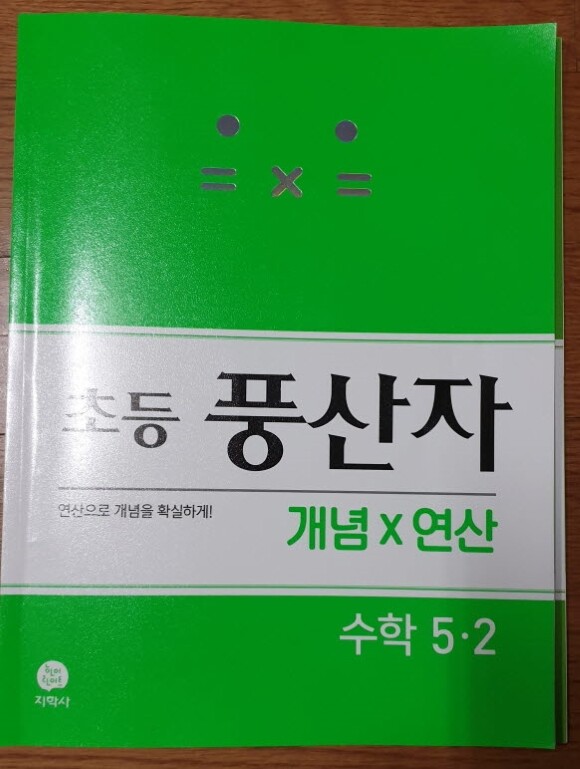 초등 풍산자
연산으로 개념을 확실하게!
개념 x 연산
수학 5·2
지학사